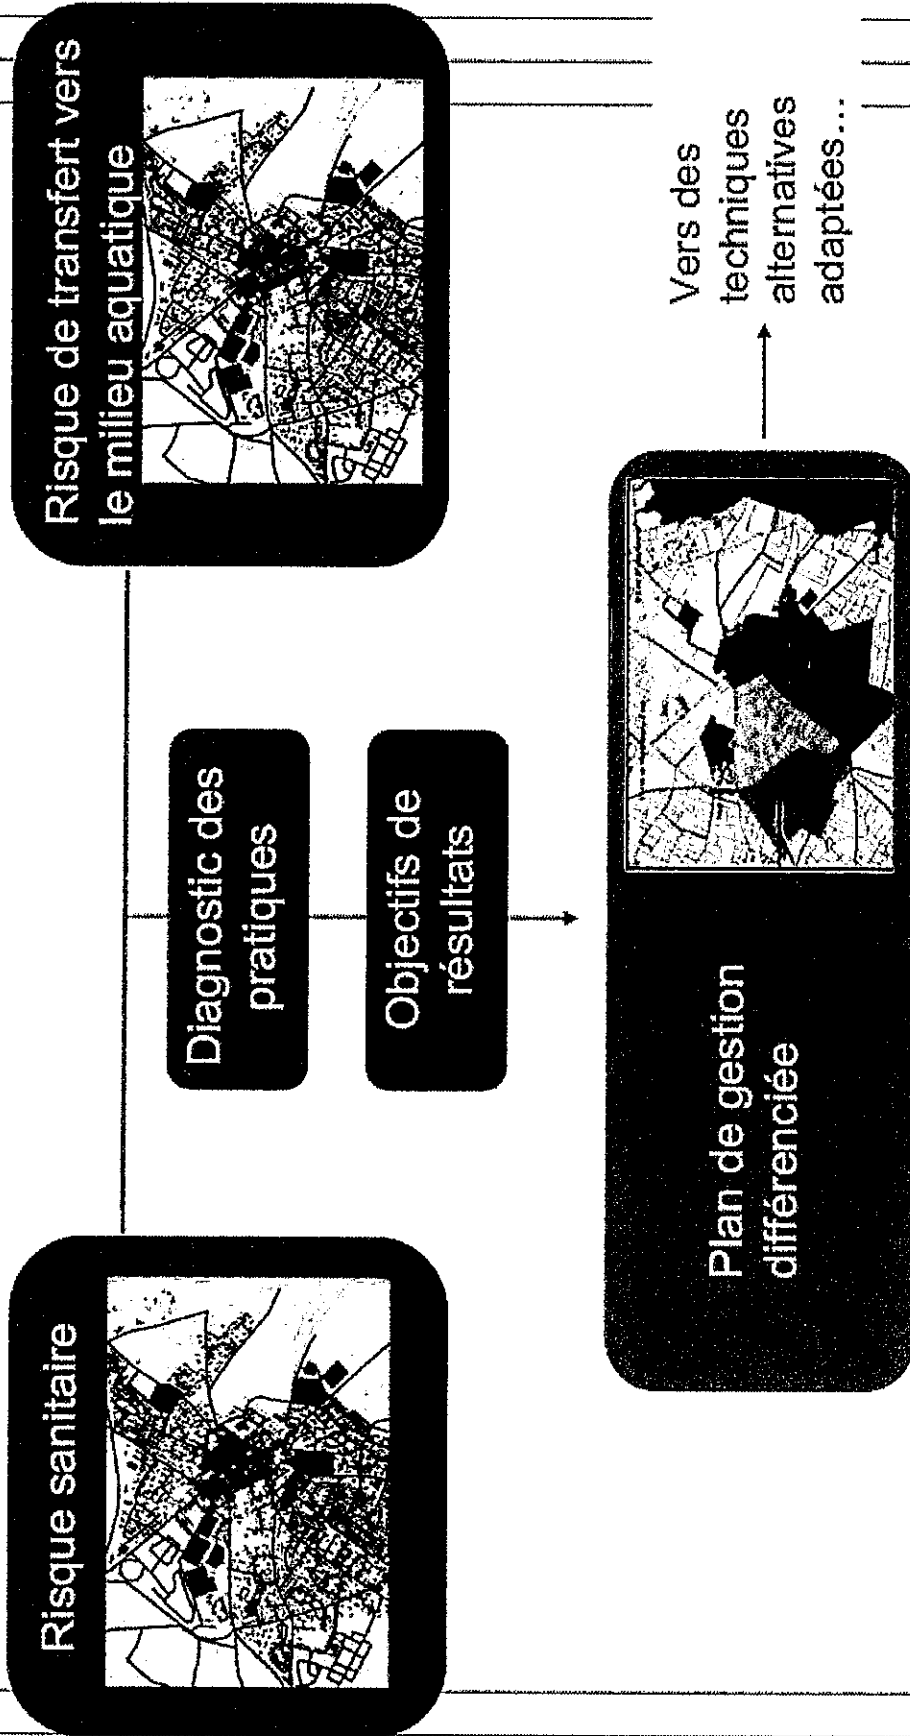 Risque sanitaire
Risque de transfert vers
le milieu aquatique
Diagnostic des
pratiques
Objectifs de
résultats
Plan de gestion
différenciée
Vers des
techniques
alternatives
adaptées...